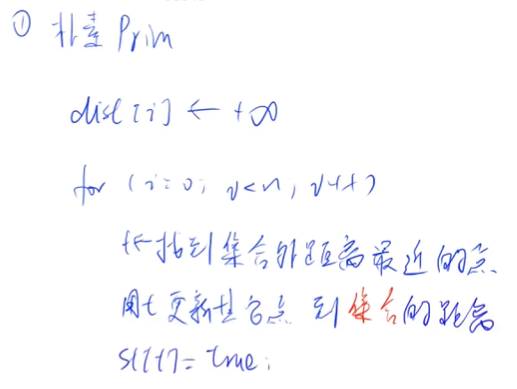 ① 朴素 Prim
dist[i] ← +∞
for (i=0; i<n; i++)
t ← 找到集合外距离最近的点
用t更新其它点到集合的距离
st[t] = true;